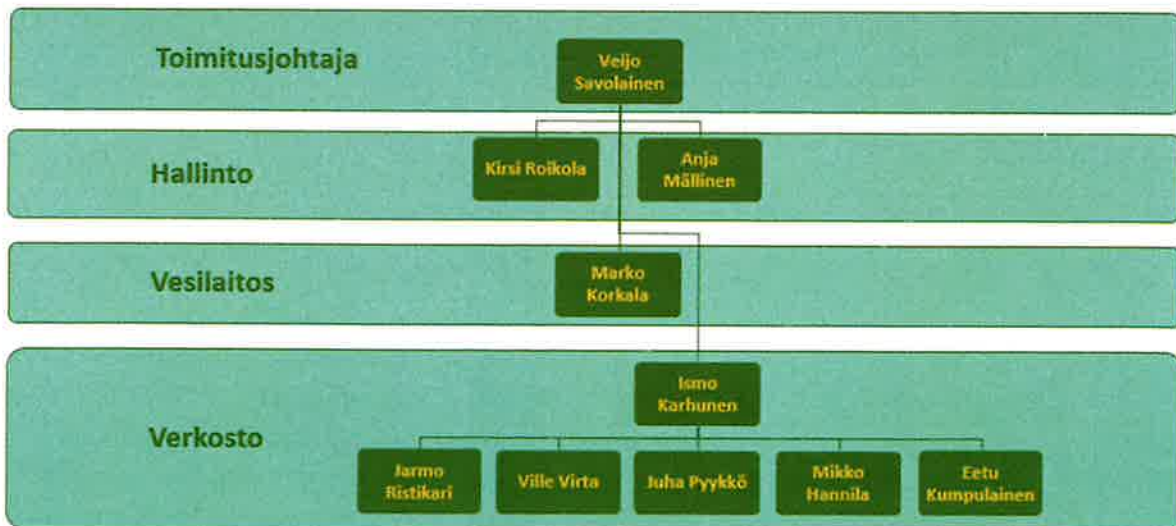 Toimitusjohtaja
Veijo
Savolainen
Hallinto
Kirsi Roikola
Anja
Mällinen
Vesilaitos
Marko
Korkala
Verkosto
Ismo
Karhunen
Jarmo
Ristikari
Ville Virta
Juha Pyykkö
Mikko
Hannila
Eetu
Kumpulainen